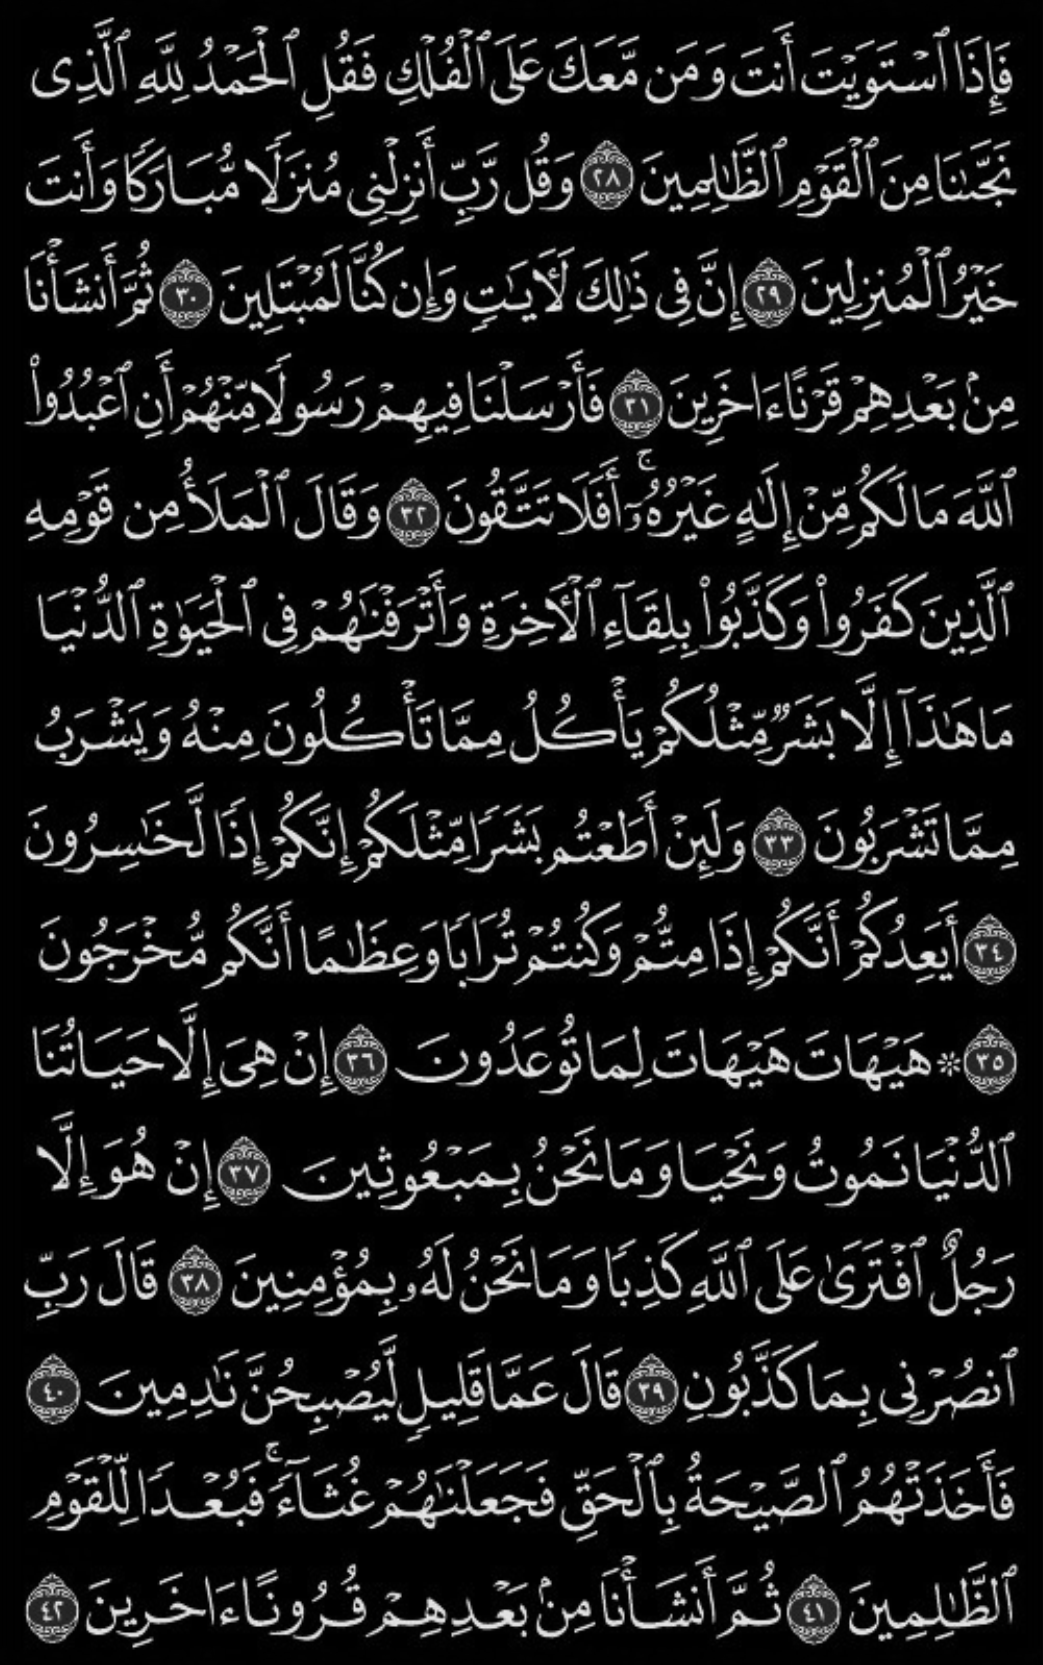 فَإِذَا ٱسْتَوَيْتَ أَنتَ وَمَن مَّعَكَ عَلَى ٱلْفُلْكِ فَقُلِ ٱلْحَمْدُ لِلَّهِ ٱلَّذِى
نَجَّىٰنَا مِنَ ٱلْقَوْمِ ٱلظَّـٰلِمِينَ ٢٨ وَقُل رَّبِّ أَنزِلْنِى مُنزَلًا مُّبَارَكًا وَأَنتَ
خَيْرُ ٱلْمُنزِلِينَ ٢٩ إِنَّ فِى ذَٰلِكَ لَـَٔايَـٰتٍ وَإِن كُنَّا لَمُبْتَلِينَ ٣٠ ثُمَّ أَنشَأْنَا
مِنۢ بَعْدِهِمْ قَرْنًا ءَاخَرِينَ ٣١ فَأَرْسَلْنَا فِيهِمْ رَسُولًا مِّنْهُمْ أَنِ ٱعْبُدُوا۟
ٱللَّهَ مَا لَكُم مِّنْ إِلَـٰهٍ غَيْرُهُۥٓ ۚ أَفَلَا تَتَّقُونَ ٣٢ وَقَالَ ٱلْمَلَأُ مِن قَوْمِهِ
ٱلَّذِينَ كَفَرُوا۟ وَكَذَّبُوا۟ بِلِقَآءِ ٱلْـَٔاخِرَةِ وَأَتْرَفْنَـٰهُمْ فِى ٱلْحَيَوٰةِ ٱلدُّنْيَا
مَا هَـٰذَآ إِلَّا بَشَرٌ مِّثْلُكُمْ يَأْكُلُ مِمَّا تَأْكُلُونَ مِنْهُ وَيَشْرَبُ
مِمَّا تَشْرَبُونَ ٣٣ وَلَئِنْ أَطَعْتُم بَشَرًا مِّثْلَكُمْ إِنَّكُمْ إِذًا لَّخَـٰسِرُونَ
٣٤ أَيَعِدُكُمْ أَنَّكُمْ إِذَا مِتُّمْ وَكُنتُمْ تُرَابًا وَعِظَـٰمًا أَنَّكُم مُّخْرَجُونَ
٣٥ ۞ هَيْهَاتَ هَيْهَاتَ لِمَا تُوعَدُونَ ٣٦ إِنْ هِىَ إِلَّا حَيَاتُنَا
ٱلدُّنْيَا نَمُوتُ وَنَحْيَا وَمَا نَحْنُ بِمَبْعُوثِينَ ٣٧ إِنْ هُوَ إِلَّا
رَجُلٌ ٱفْتَرَىٰ عَلَى ٱللَّهِ كَذِبًا وَمَا نَحْنُ لَهُۥ بِمُؤْمِنِينَ ٣٨ قَالَ رَبِّ
ٱنصُرْنِى بِمَا كَذَّبُونِ ٣٩ قَالَ عَمَّا قَلِيلٍ لَّيُصْبِحُنَّ نَـٰدِمِينَ ٤٠
فَأَخَذَتْهُمُ ٱلصَّيْحَةُ بِٱلْحَقِّ فَجَعَلْنَـٰهُمْ غُثَآءً ۚ فَبُعْدًا لِّلْقَوْمِ
ٱلظَّـٰلِمِينَ ٤١ ثُمَّ أَنشَأْنَا مِنۢ بَعْدِهِمْ قُرُونًا ءَاخَرِينَ ٤٢